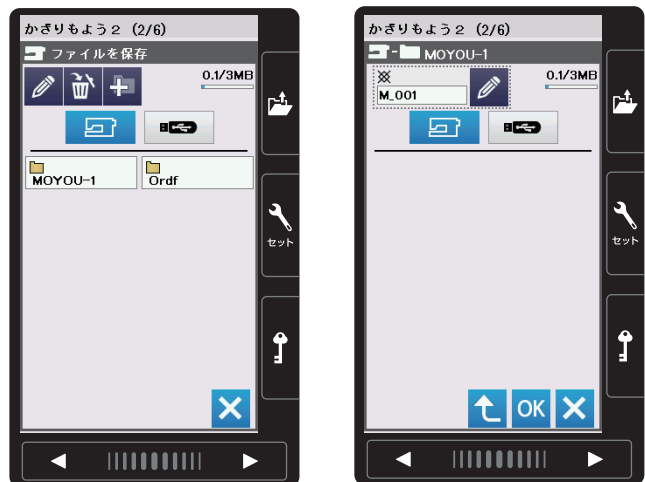 かざりもよう2 (2/6)
ファイルを保存
0.1/3MB
MOYOU-1
Ordf
セット
かざりもよう2 (2/6)
- MOYOU-1
0.1/3MB
M_001
セット
OK